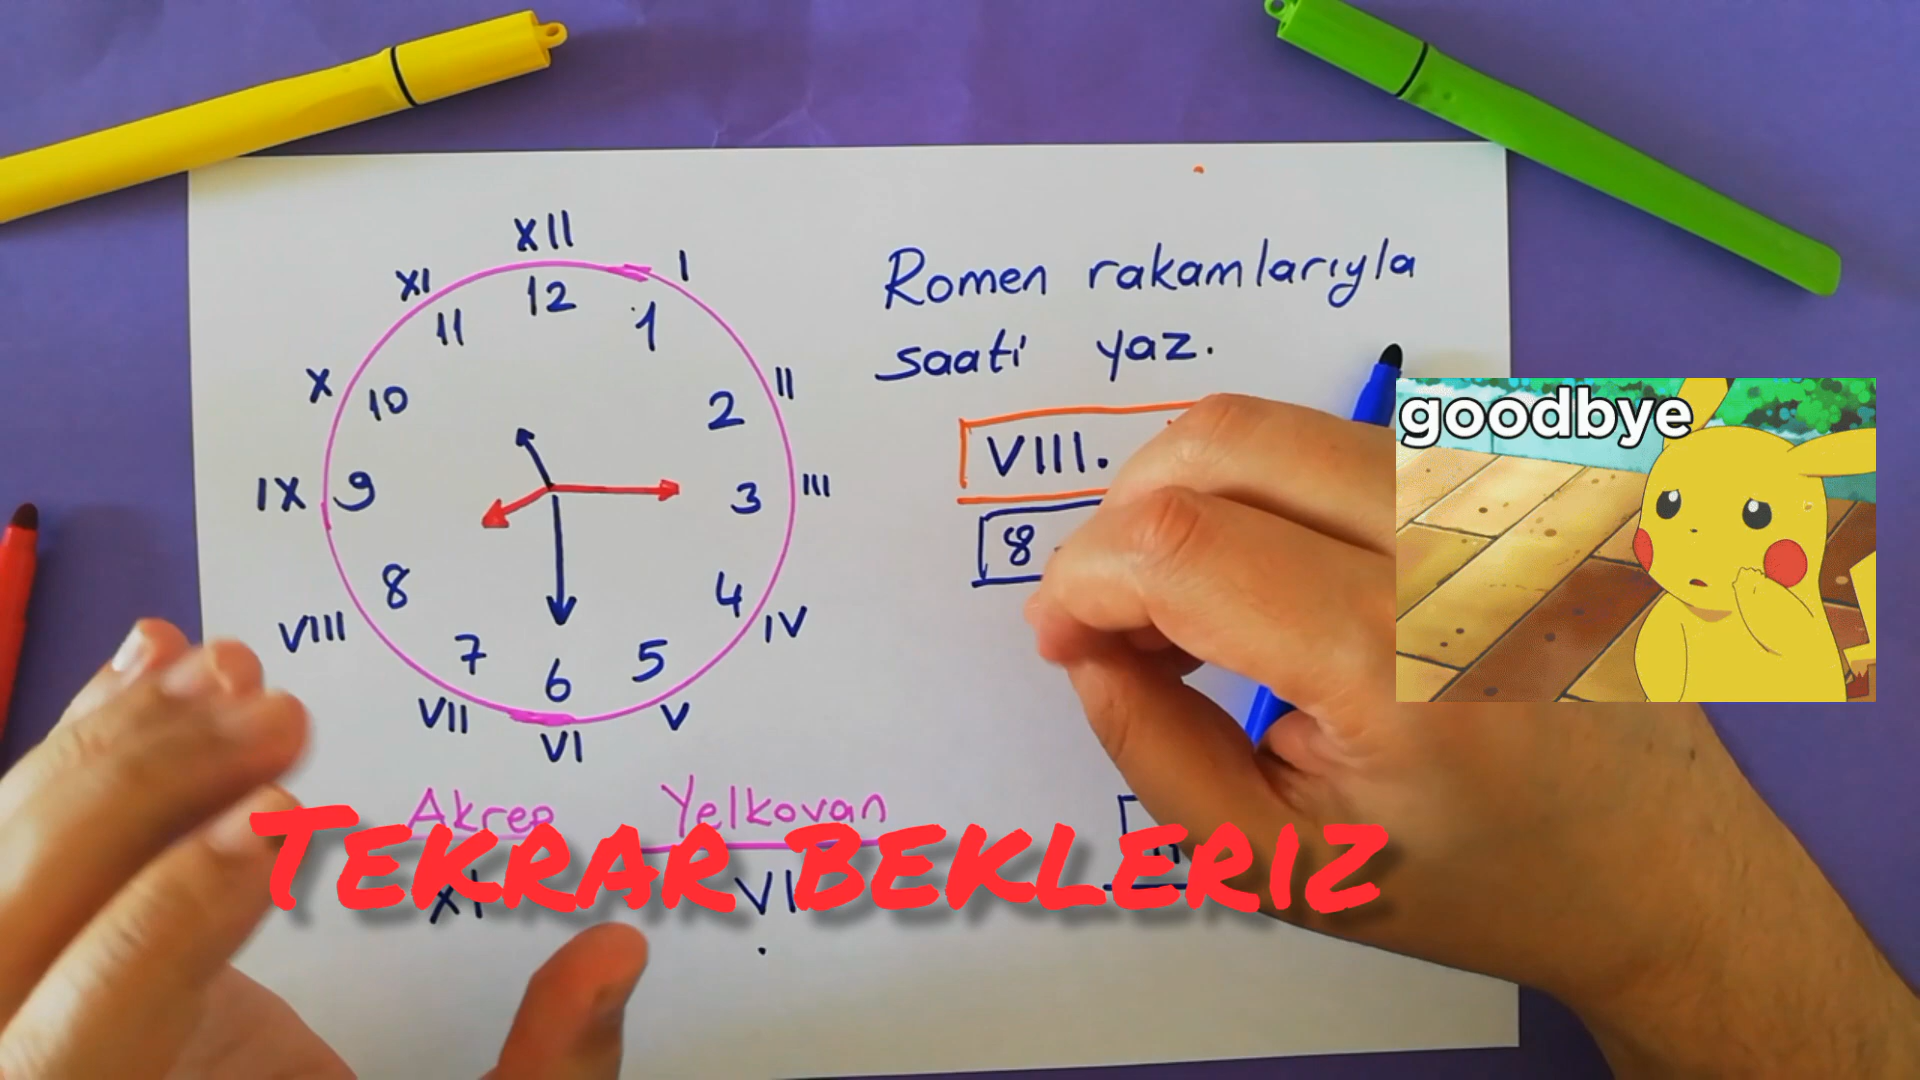 XII
XI
I
12
11
1
X
II
10
2
IX
9
3
III
8
4
VIII
IV
7
5
6
VII
V
VI
Romen rakamlarıyla
saati yaz.
VIII.
8
goodbye
Akrep Yelkovan
TEKRAR BEKLERIZ
XI VI